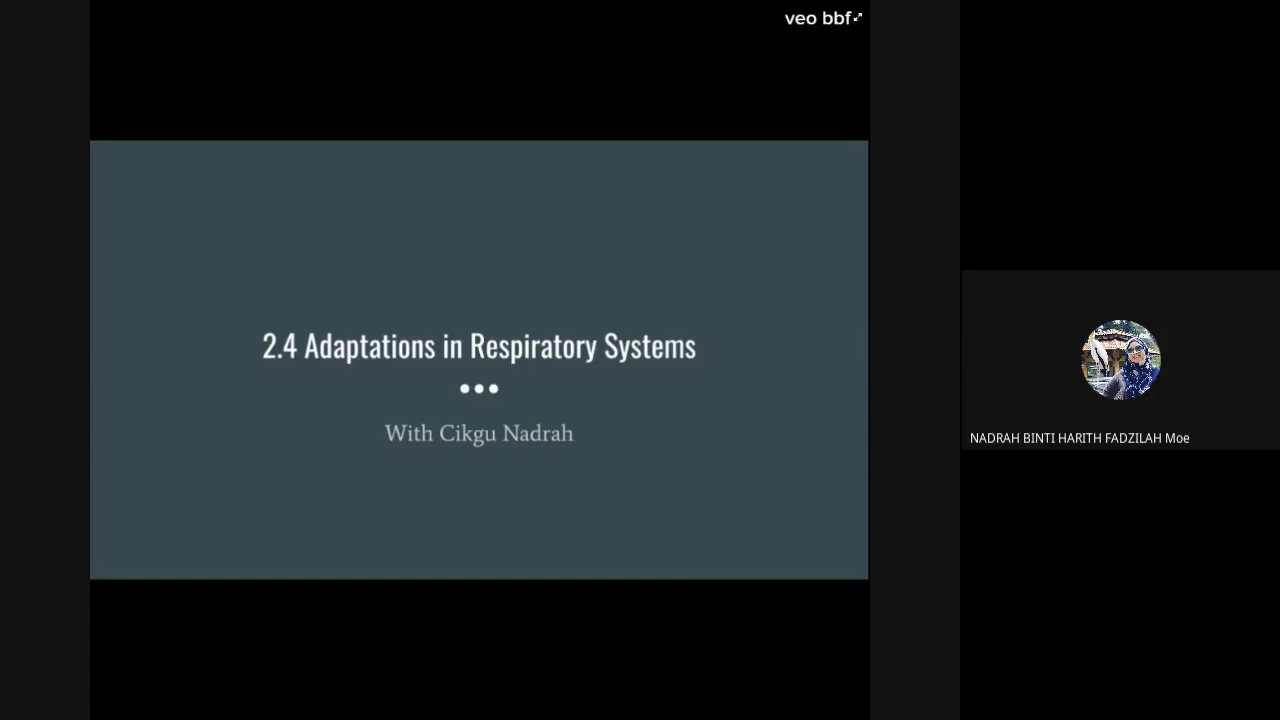 veo bbf
2.4 Adaptations in Respiratory Systems
With Cikgu Nadrah
NADRAH BINTI HARITH FADZILAH Moe